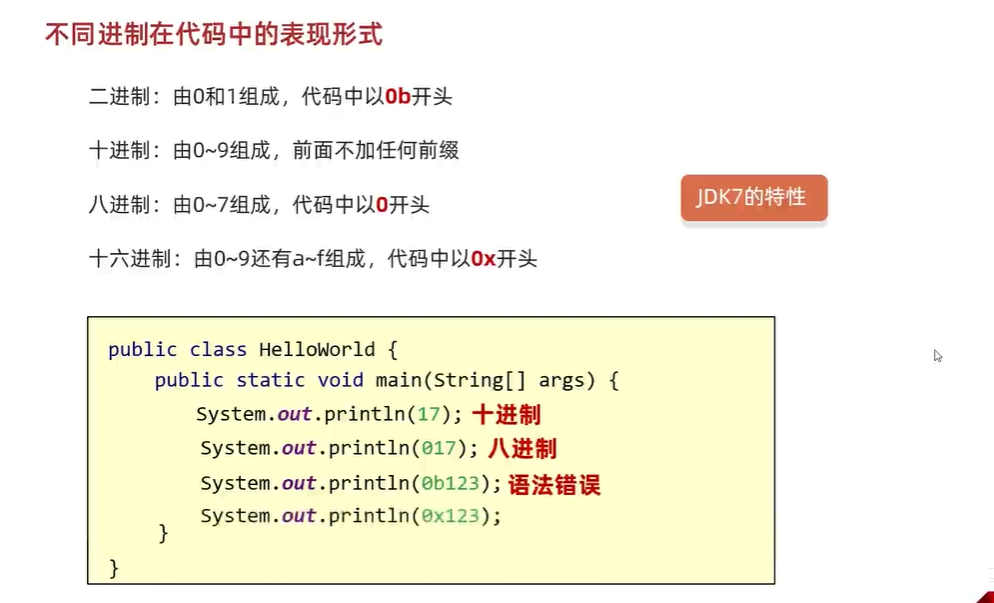 不同进制在代码中的表现形式
二进制：由0和1组成，代码中以0b开头
十进制：由0~9组成，前面不加任何前缀
八进制：由0~7组成，代码中以0开头
JDK7的特性
十六进制：由0~9还有a~f组成，代码中以0x开头
public class HelloWorld {
public static void main(String[] args) {
System.out.println(17); 十进制
System.out.println(017); 八进制
System.out.println(0b123); 语法错误
System.out.println(0x123);
}
}